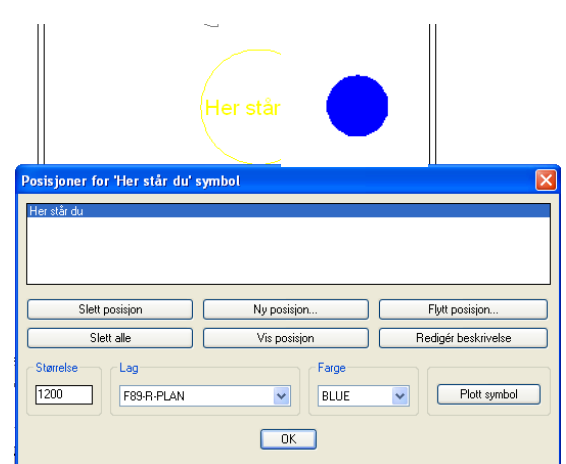 Her står
Posisjoner for 'Her står du' symbol
Her står du
Slett posisjon Ny posisjon... Flytt posisjon...
Slett alle Vis posisjon Redigér beskrivelse
Størrelse Lag Farge
1200 F89-R-PLAN BLUE Plott symbol
OK